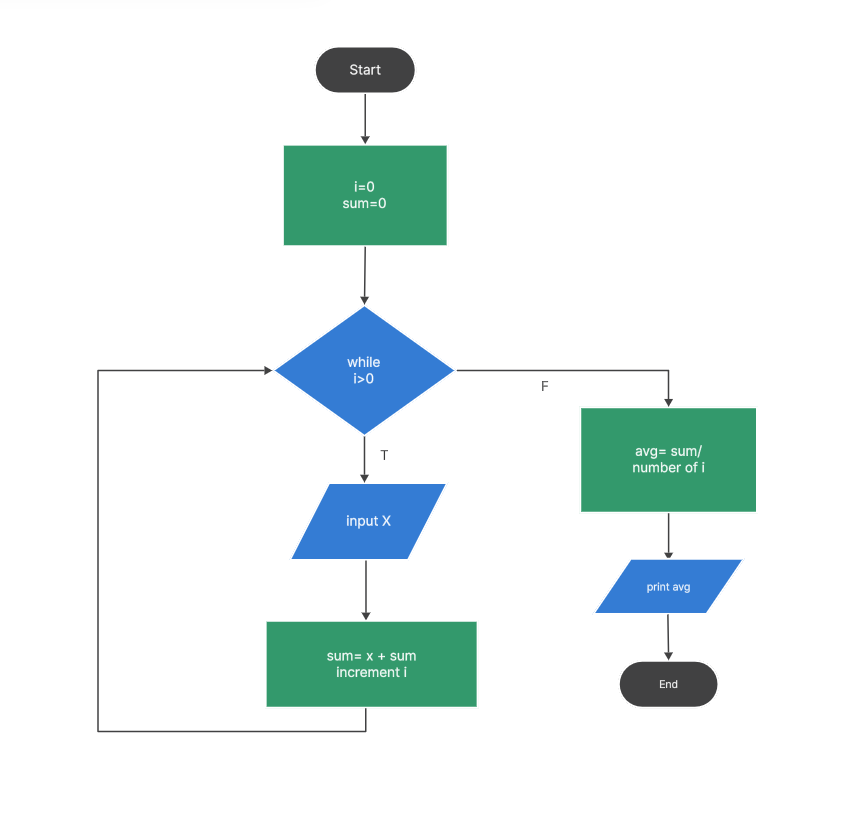 Start
i=0
sum=0
while
i>0
F
T
avg= sum/
number of i
input X
print avg
sum= x + sum
increment i
End